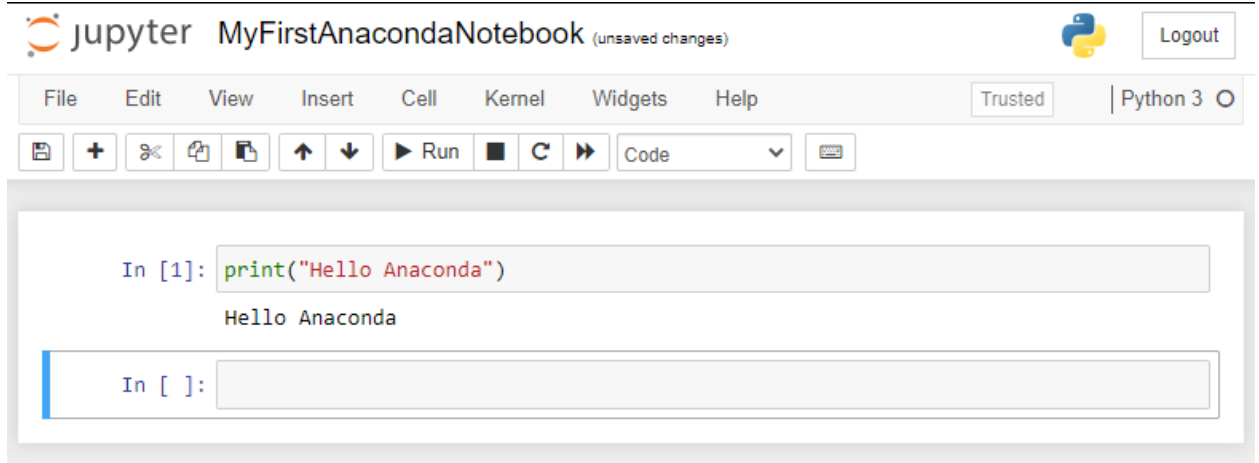 jupyter MyFirstAnacondaNotebook (unsaved changes) Logout
File Edit View Insert Cell Kernel Widgets Help Trusted Python 3
Run Code
In [1]: print("Hello Anaconda")
Hello Anaconda
In [ ]: